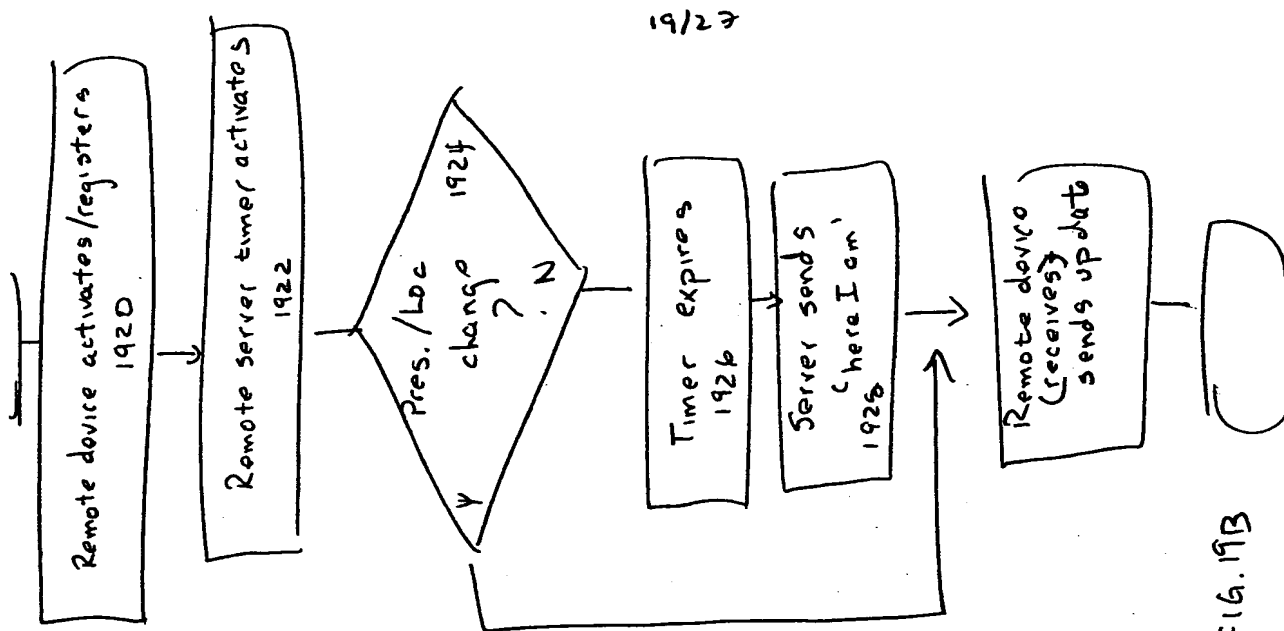 19/27
Remote device activates/registers
1920
Remote server timer activates
1922
Pres./Loc
change
?
1924
Y
N
Timer expires
1926
Server sends
'here I am'
1928
Remote device
(receives)
sends update
FIG. 19B